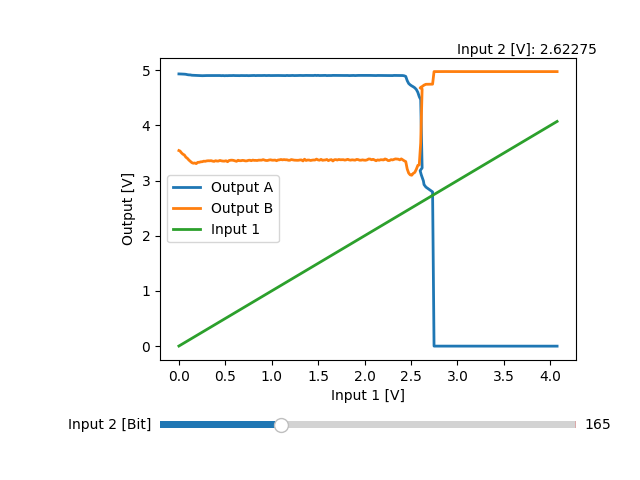 Input 2 [V]: 2.62275
5
4
3
2
1
0
Output [V]
Output A
Output B
Input 1
0.0 0.5 1.0 1.5 2.0 2.5 3.0 3.5 4.0
Input 1 [V]
Input 2 [Bit] 165